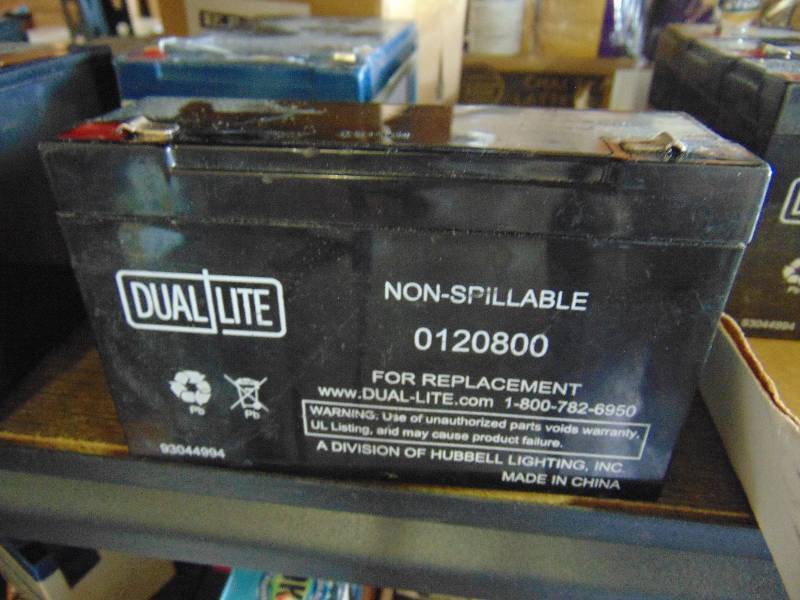 DUAL LITE
NON-SPILLABLE
0120800
FOR REPLACEMENT
www.DUAL-LITE.com 1-800-782-6950
WARNING: Use of unauthorized parts voids warranty,
UL Listing, and may cause product failure.
A DIVISION OF HUBBELL LIGHTING, INC.
MADE IN CHINA
Pb
Pb
93044994
93044994